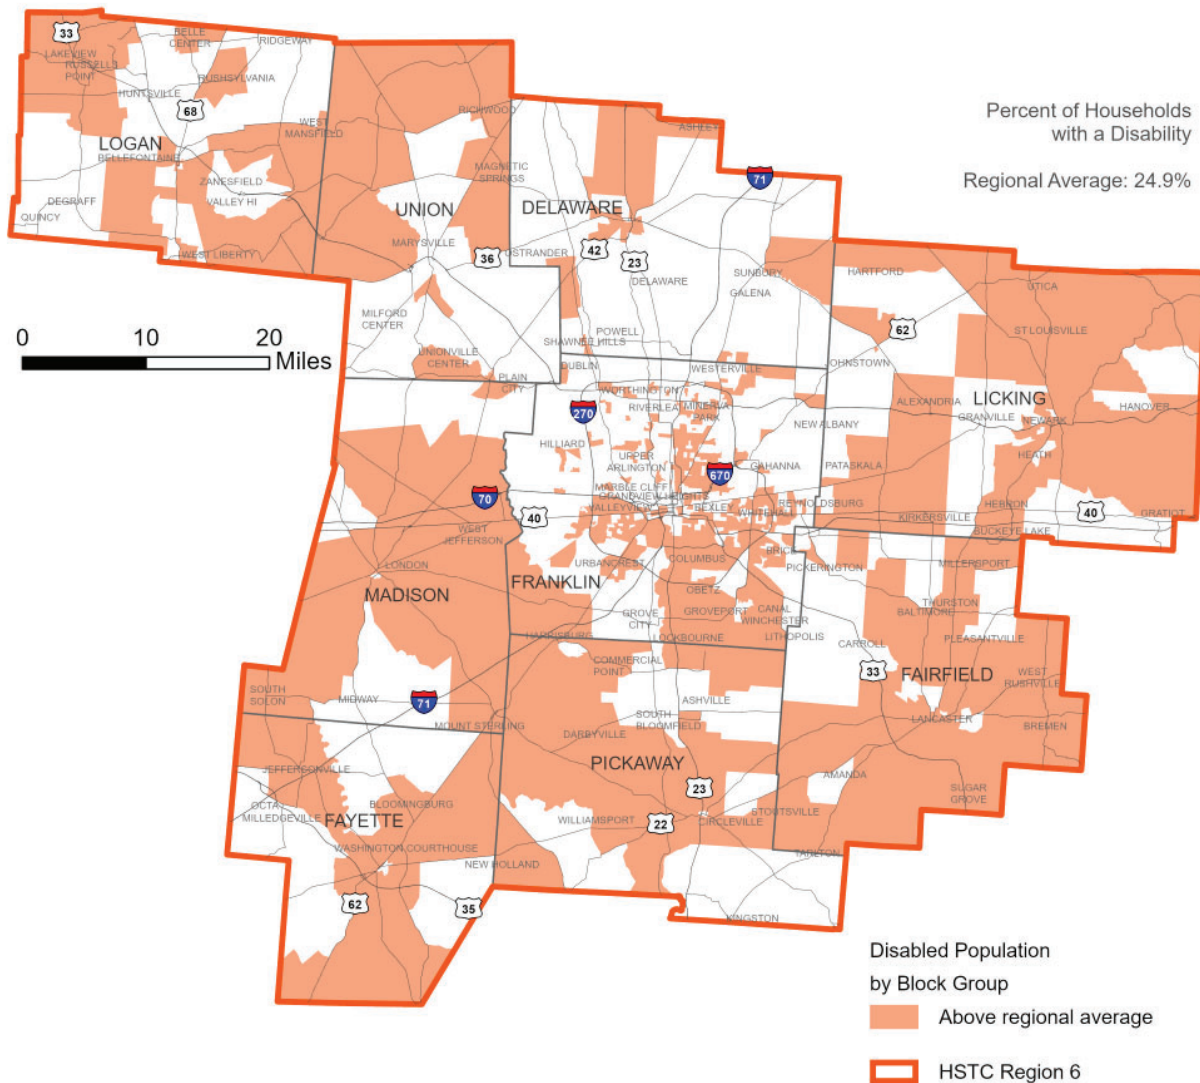 33
BELLE
CENTER
RIDGEWAY
LAKEVIEW
RUSSELLS
POINT
RUSHSYLVANIA
HUNTSVILLE
68
WEST
MANSFIELD
LOGAN
BELLEFONTAINE
ZANESFIELD
VALLEY HI
DEGRAFF
QUINCY
WEST LIBERTY
RICHWOOD
MAGNETIC
SPRINGS
UNION
MARYSVILLE
36
MILFORD
CENTER
UNIONVILLE
CENTER
PLAIN
CITY
ASHLEY
71
DELAWARE
OSTRANDER
42
23
DELAWARE
SUNBURY
GALENA
POWELL
SHAWNEE HILLS
Percent of Households
with a Disability
Regional Average: 24.9%
0 10 20
Miles
HARTFORD
UTICA
62
ST LOUISVILLE
JOHNSTOWN
ALEXANDRIA
LICKING
GRANVILLE
NEWARK
HANOVER
HEATH
PATASKALA
HEBRON
KIRKERSVILLE
40
GRATIOT
BUCKEYE LAKE
DUBLIN
WESTERVILLE
WORTHINGTON
270
RIVERLEA
MINERVA
PARK
NEW ALBANY
HILLIARD
UPPER
ARLINGTON
GAHANNA
670
MARBLE CLIFF
GRANDVIEW HEIGHTS
VALLEYVIEW
BEXLEY
WHITEHALL
REYNOLDSBURG
70
40
WEST
JEFFERSON
BRICE
COLUMBUS
URBANCREST
FRANKLIN
OBETZ
GROVE
CITY
GROVEPORT
CANAL
WINCHESTER
HARRISBURG
LOCKBOURNE
LITHOPOLIS
PICKERINGTON
LONDON
MADISON
SOUTH
SOLON
MIDWAY
71
MOUNT STERLING
MILLERSPORT
THURSTON
BALTIMORE
PLEASANTVILLE
CARROLL
33
FAIRFIELD
WEST
RUSHVILLE
LANCASTER
BREMEN
AMANDA
SUGAR
GROVE
STOUTSVILLE
TARLTON
COMMERCIAL
POINT
ASHVILLE
SOUTH
BLOOMFIELD
DARBYVILLE
PICKAWAY
23
WILLIAMSPORT
22
CIRCLEVILLE
NEW HOLLAND
KINGSTON
JEFFERSONVILLE
OCTA
BLOOMINGBURG
MILLEDGEVILLE
FAYETTE
WASHINGTON COURTHOUSE
62
35
Disabled Population
by Block Group
Above regional average
HSTC Region 6